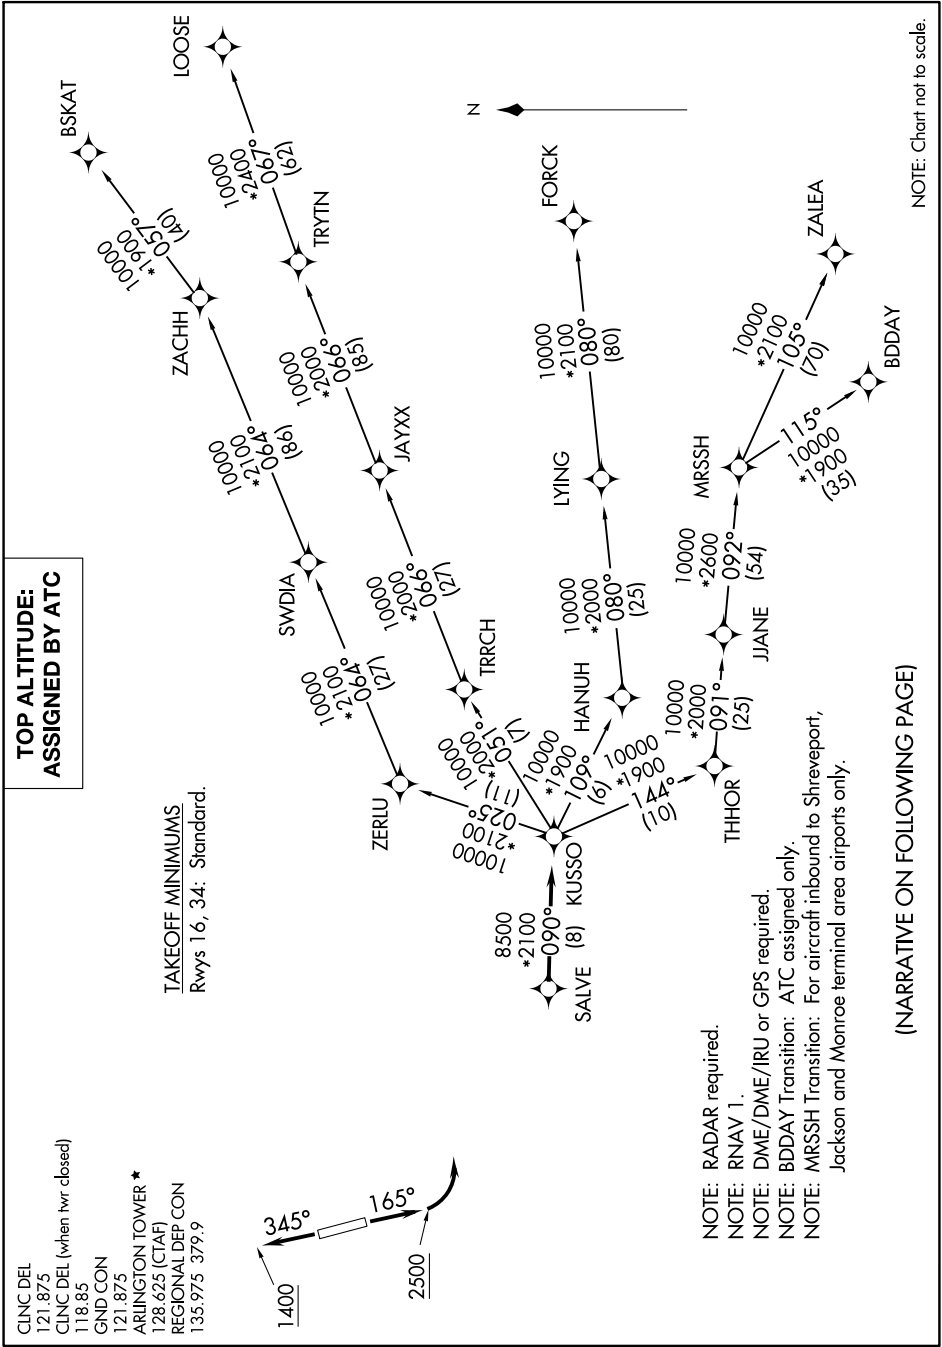 CLNC DEL
121.875
CLNC DEL (when twr closed)
118.85
GND CON
121.875
ARLINGTON TOWER ★
128.625 (CTAF)
REGIONAL DEP CON
135.975 379.9
TOP ALTITUDE:
ASSIGNED BY ATC
TAKEOFF MINIMUMS
Rwys 16, 34: Standard.
345°
165°
1400
2500
SALVE
8500
*2100
090°
(8)
KUSSO
10000
*2100
025°
(11)
ZERLU
10000
*2100
064°
(27)
SWDIA
10000
*2100
064°
(86)
ZACHH
10000
*1900
057°
(40)
BSKAT
10000
*2000
051°
(7)
TRRCH
10000
*2000
066°
(27)
JAYXX
10000
*2000
066°
(85)
TRYTN
10000
*2400
067°
(62)
LOOSE
N
10000
*1900
109°
(6)
HANUH
10000
*2000
080°
(25)
LYING
10000
*2100
080°
(80)
FORCK
10000
*1900
144°
(10)
THHOR
10000
*2000
091°
(25)
JJANE
10000
*2600
092°
(54)
MRSSH
10000
*2100
105°
(70)
ZALEA
115°
10000
*1900
(35)
BDDAY
NOTE: RADAR required.
NOTE: RNAV 1.
NOTE: DME/DME/IRU or GPS required.
NOTE: BDDAY Transition: ATC assigned only.
NOTE: MRSSH Transition: For aircraft inbound to Shreveport,
Jackson and Monroe terminal area airports only.
(NARRATIVE ON FOLLOWING PAGE)
NOTE: Chart not to scale.